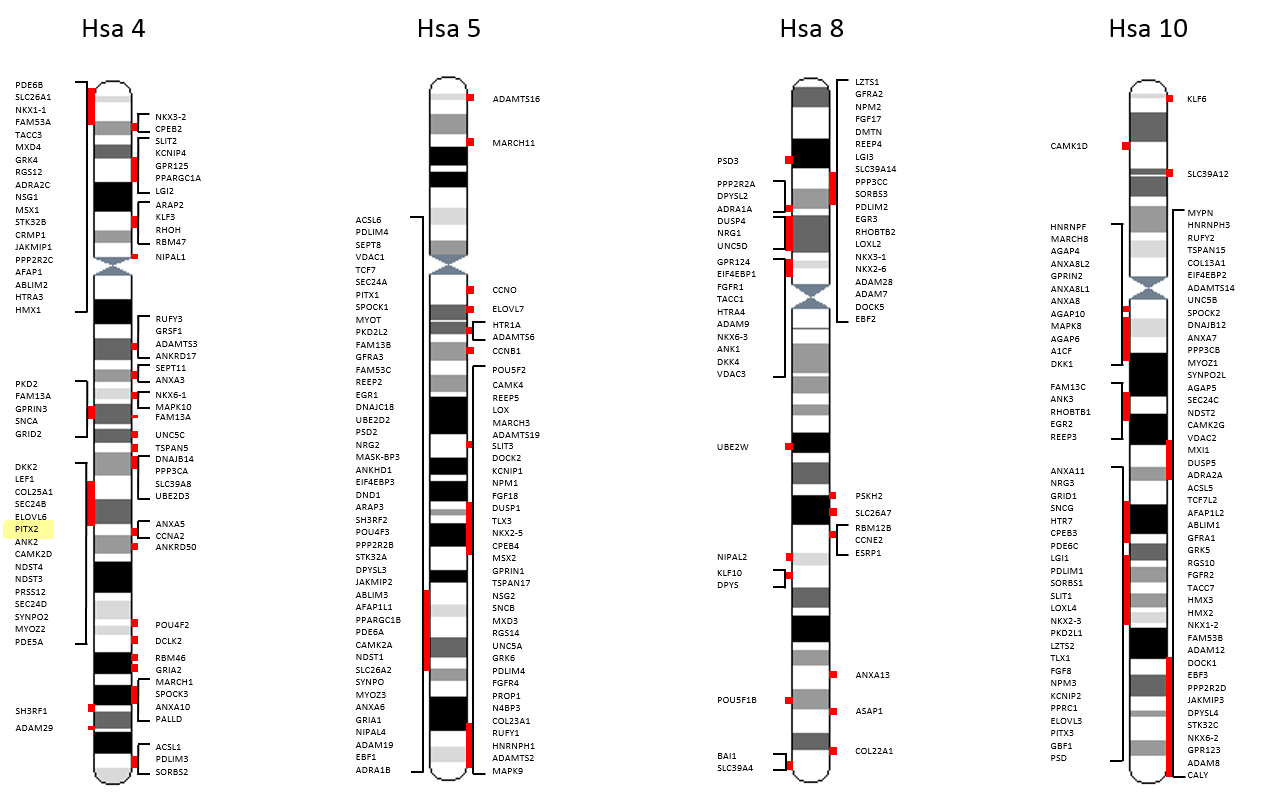 Hsa 4
PDE6B
SLC26A1
NKX1-1
FAM53A
TACC3
MXD4
GRK4
RGS12
ADRA2C
NSG1
MSX1
STK32B
CRMP1
JAKMIP1
PPP2R2C
AFAP1
ABLIM2
HTRA3
HMX1
PKD2
FAM13A
GPRIN3
SNCA
GRID2
DKK2
LEF1
COL25A1
SEC24B
ELOVL6
PITX2
ANK2
CAMK2D
NDST4
NDST3
PRSS12
SEC24D
SYNPO2
MYOZ2
PDE5A
SH3RF1
ADAM29
NKX3-2
CPEB2
SLIT2
KCNIP4
GPR125
PPARGC1A
LGI2
ARAP2
KLF3
RHOH
RBM47
NIPAL1
RUFY3
GRSF1
ADAMTS3
ANKRD17
SEPT11
ANXA3
NKX6-1
MAPK10
FAM13A
UNC5C
TSPAN5
DNAJB14
PPP3CA
SLC39A8
UBE2D3
ANXA5
CCNA2
ANKRD50
POU4F2
DCLK2
RBM46
GRIA2
MARCH1
SPOCK3
ANXA10
PALLD
ACSL1
PDLIM3
SORBS2
Hsa 5
ACSL6
PDLIM4
SEPT8
VDAC1
TCF7
SEC24A
PITX1
SPOCK1
MYOT
PKD2L2
FAM13B
GFRA3
FAM53C
REEP2
EGR1
DNAJC18
UBE2D2
PSD2
NRG2
MASK-BP3
ANKHD1
EIF4EBP3
DND1
ARAP3
SH3RF2
POU4F3
PPP2R2B
STK32A
DPYSL3
JAKMIP2
ABLIM3
AFAP1L1
PPARGC1B
PDE6A
CAMK2A
NDST1
SLC26A2
SYNPO
MYOZ3
ANXA6
GRIA1
NIPAL4
ADAM19
EBF1
ADRA1B
ADAMTS16
MARCH11
CCNO
ELOVL7
HTR1A
ADAMTS6
CCNB1
POU5F2
CAMK4
REEP5
LOX
MARCH3
ADAMTS19
SLIT3
DOCK2
KCNIP1
NPM1
FGF18
DUSP1
TLX3
NKX2-5
CPEB4
MSX2
GPRIN1
TSPAN17
NSG2
SNCB
MXD3
RGS14
UNC5A
GRK6
PDLIM4
FGFR4
PROP1
N4BP3
COL23A1
RUFY1
HNRNPH1
ADAMTS2
MAPK9
Hsa 8
PSD3
PPP2R2A
DPYSL2
ADRA1A
DUSP4
NRG1
UNC5D
GPR124
EIF4EBP1
FGFR1
TACC1
HTRA4
ADAM9
NKX6-3
ANK1
DKK4
VDAC3
UBE2W
NIPAL2
KLF10
DPYS
POU5F1B
BAI1
SLC39A4
LZTS1
GFRA2
NPM2
FGF17
DMTN
REEP4
LGI3
SLC39A14
PPP3CC
SORBS3
PDLIM2
EGR3
RHOBTB2
LOXL2
NKX3-1
NKX2-6
ADAM28
ADAM7
DOCK5
EBF2
PSKH2
SLC26A7
RBM12B
CCNE2
ESRP1
ANXA13
ASAP1
COL22A1
Hsa 10
CAMK1D
HNRNPF
MARCH8
AGAP4
ANXA8L2
GPRIN2
ANXA8L1
ANXA8
AGAP10
MAPK8
AGAP6
A1CF
DKK1
FAM13C
ANK3
RHOBTB1
EGR2
REEP3
ANXA11
NRG3
GRID1
SNCG
HTR7
CPEB3
PDE6C
LGI1
PDLIM1
SORBS1
SLIT1
LOXL4
NKX2-3
PKD2L1
LZTS2
TLX1
FGF8
NPM3
KCNIP2
PPRC1
ELOVL3
PITX3
GBF1
PSD
KLF6
SLC39A12
MYPN
HNRNPH3
RUFY2
TSPAN15
COL13A1
EIF4EBP2
ADAMTS14
UNC5B
SPOCK2
DNAJB12
ANXA7
PPP3CB
MYOZ1
SYNPO2L
AGAP5
SEC24C
NDST2
CAMK2G
VDAC2
MXI1
DUSP5
ADRA2A
ACSL5
TCF7L2
AFAP1L2
ABLIM1
GFRA1
GRK5
RGS10
FGFR2
TACC7
HMX3
HMX2
NKX1-2
FAM53B
ADAM12
DOCK1
EBF3
PPP2R2D
JAKMIP3
DPYSL4
STK32C
NKX6-2
GPR123
ADAM8
CALY